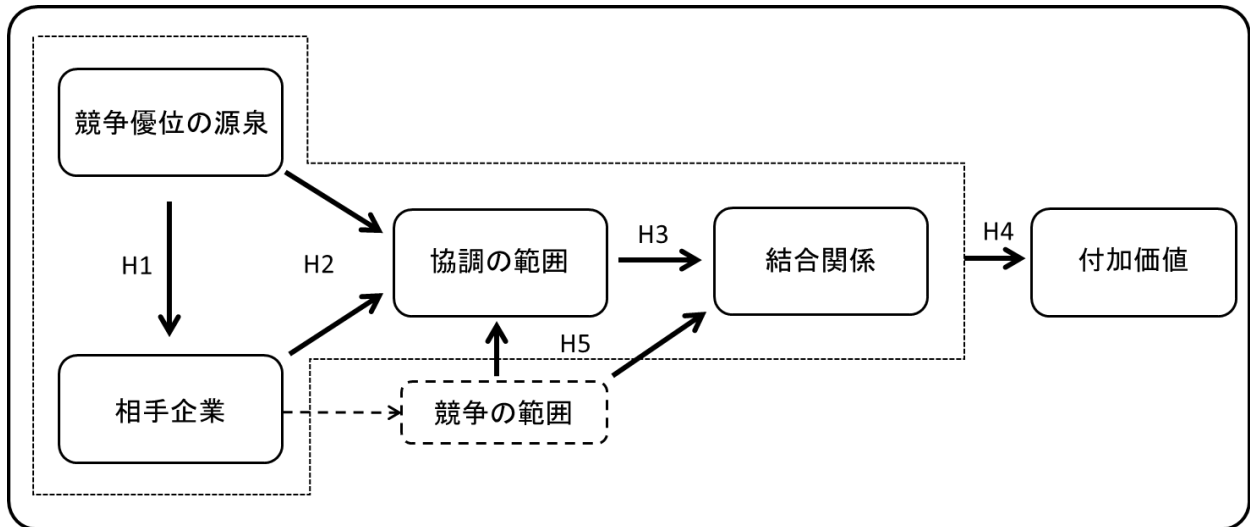 競争優位の源泉
H1
H2
協調の範囲
H3
結合関係
H4
付加価値
H5
相手企業
競争の範囲